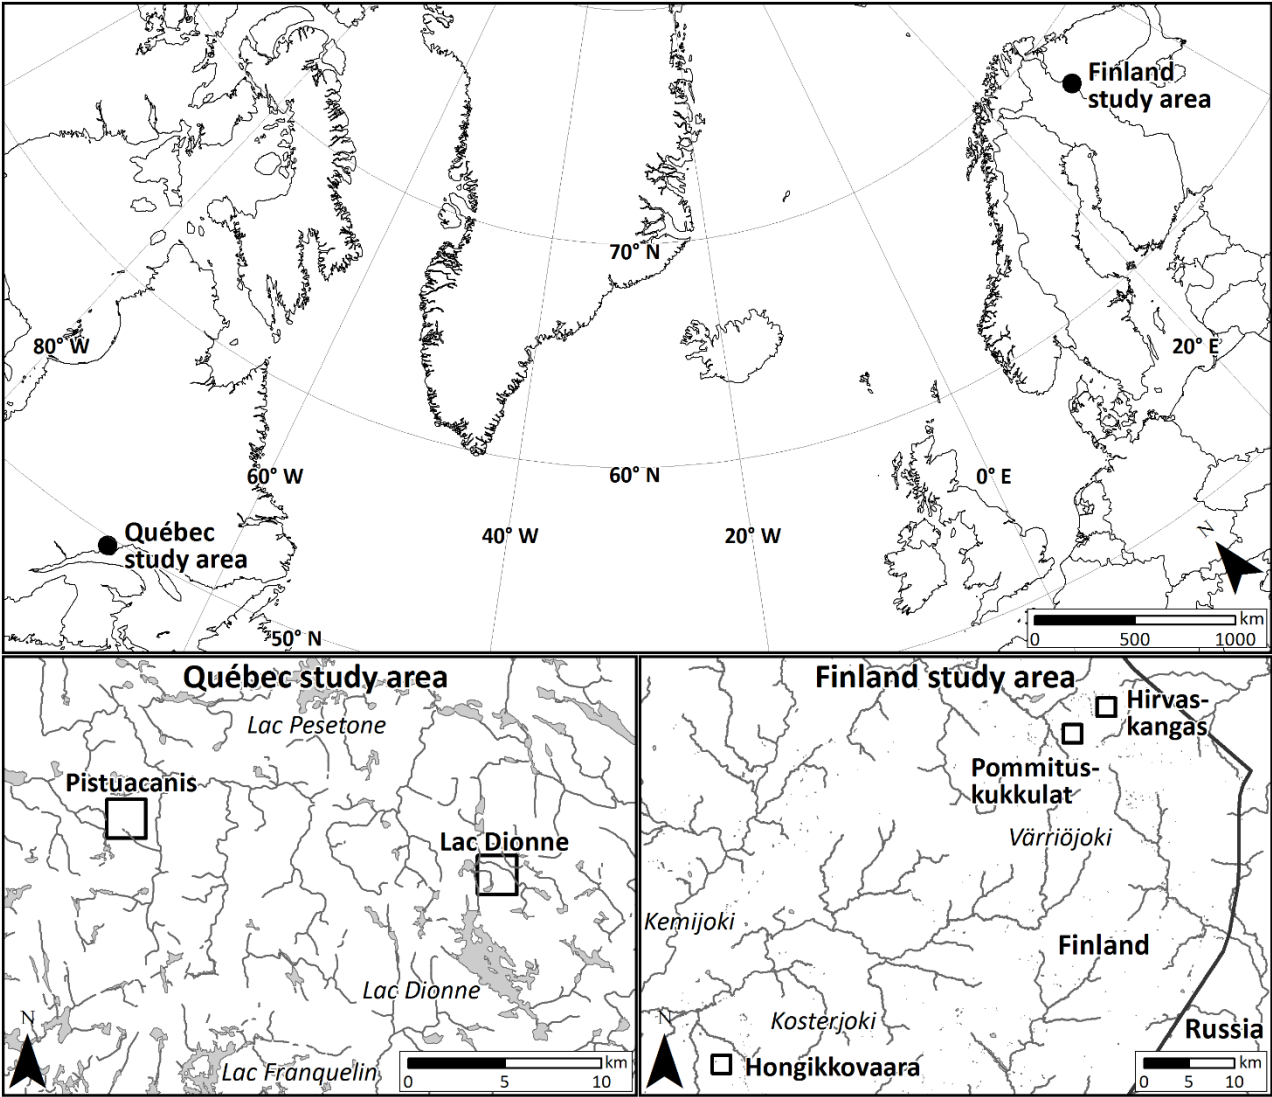 Finland
study area
70° N
80° W
20° E
60° W
60° N
0° E
40° W
20° W
N
Québec
study area
50° N
km
0 500 1000
Québec study area
Lac Pesetone
Pistuacanis
Lac Dionne
Lac Dionne
N
Lac Franquelin
km
0 5 10
Finland study area
Hirvas-
kangas
Pommitus-
kukkulat
Värriöjoki
Kemijoki
Finland
Kosterjoki
N
Hongikkovaara
Russia
km
0 5 10